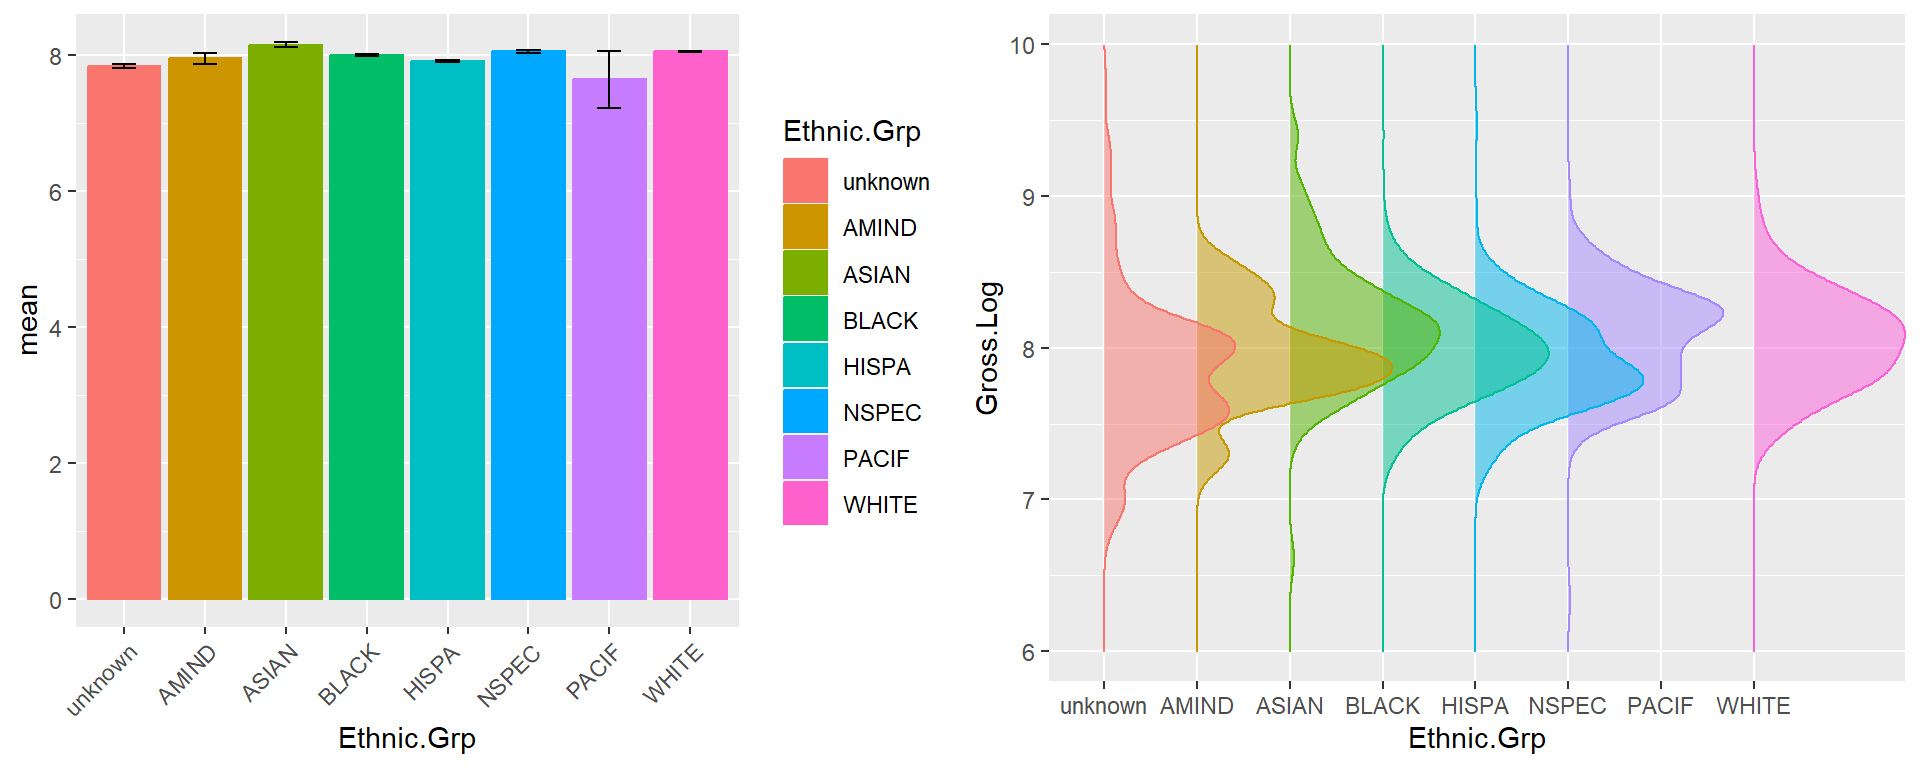 mean
8
6
4
2
0
unknown
AMIND
ASIAN
BLACK
HISPA
NSPEC
PACIF
WHITE
Ethnic.Grp
Ethnic.Grp
unknown
AMIND
ASIAN
BLACK
HISPA
NSPEC
PACIF
WHITE
Gross.Log
10
9
8
7
6
unknown AMIND ASIAN BLACK HISPA NSPEC PACIF WHITE
Ethnic.Grp